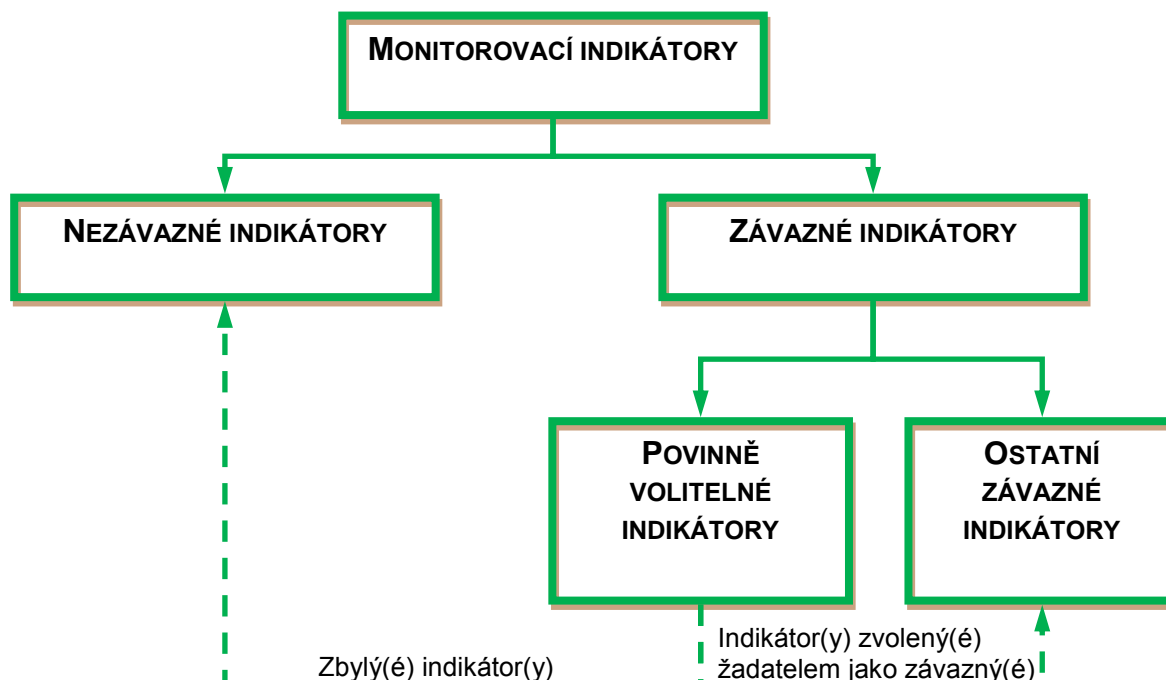 MONITOROVACÍ INDIKÁTORY
NEZÁVAZNÉ INDIKÁTORY
ZÁVAZNÉ INDIKÁTORY
POVINNĚ
VOLITELNÉ
INDIKÁTORY
OSTATNÍ
ZÁVAZNÉ
INDIKÁTORY
Zbylý(é) indikátor(y)
Indikátor(y) zvolený(é)
žadatelem jako závazný(é)